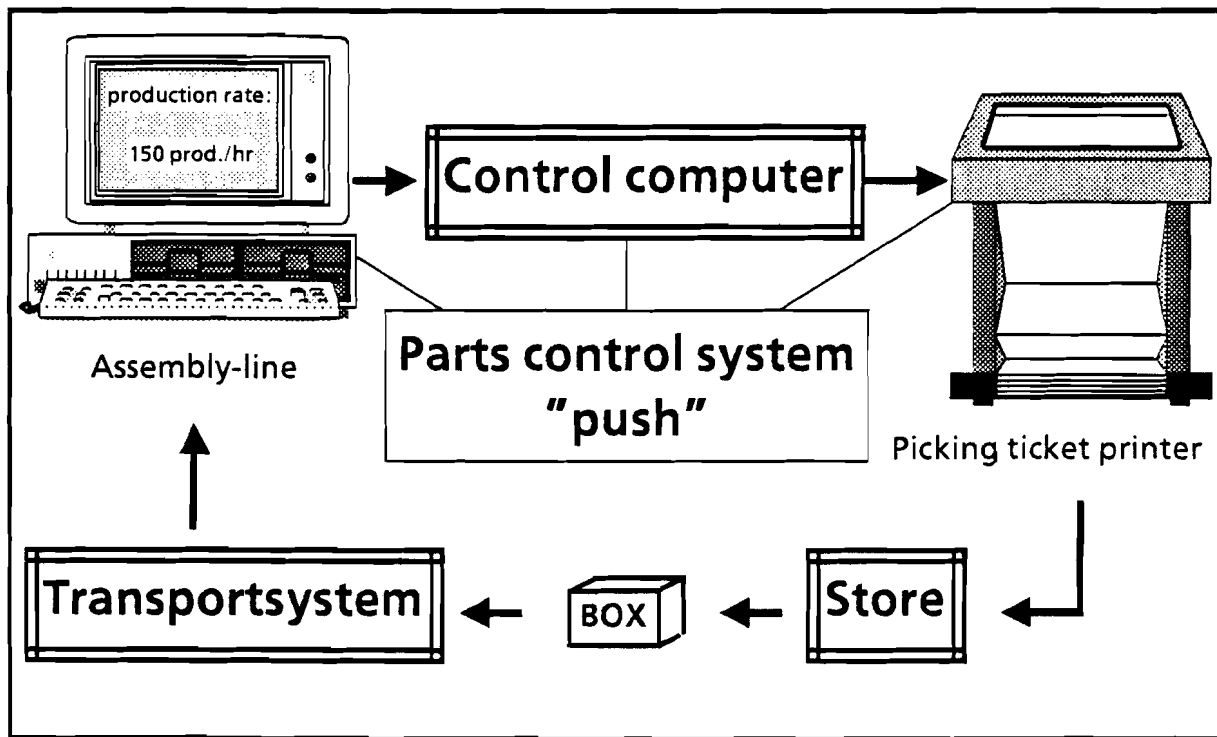 production rate:
150 prod./hr
Control computer
Assembly-line
Parts control system
"push"
Picking ticket printer
Transportsystem
BOX
Store